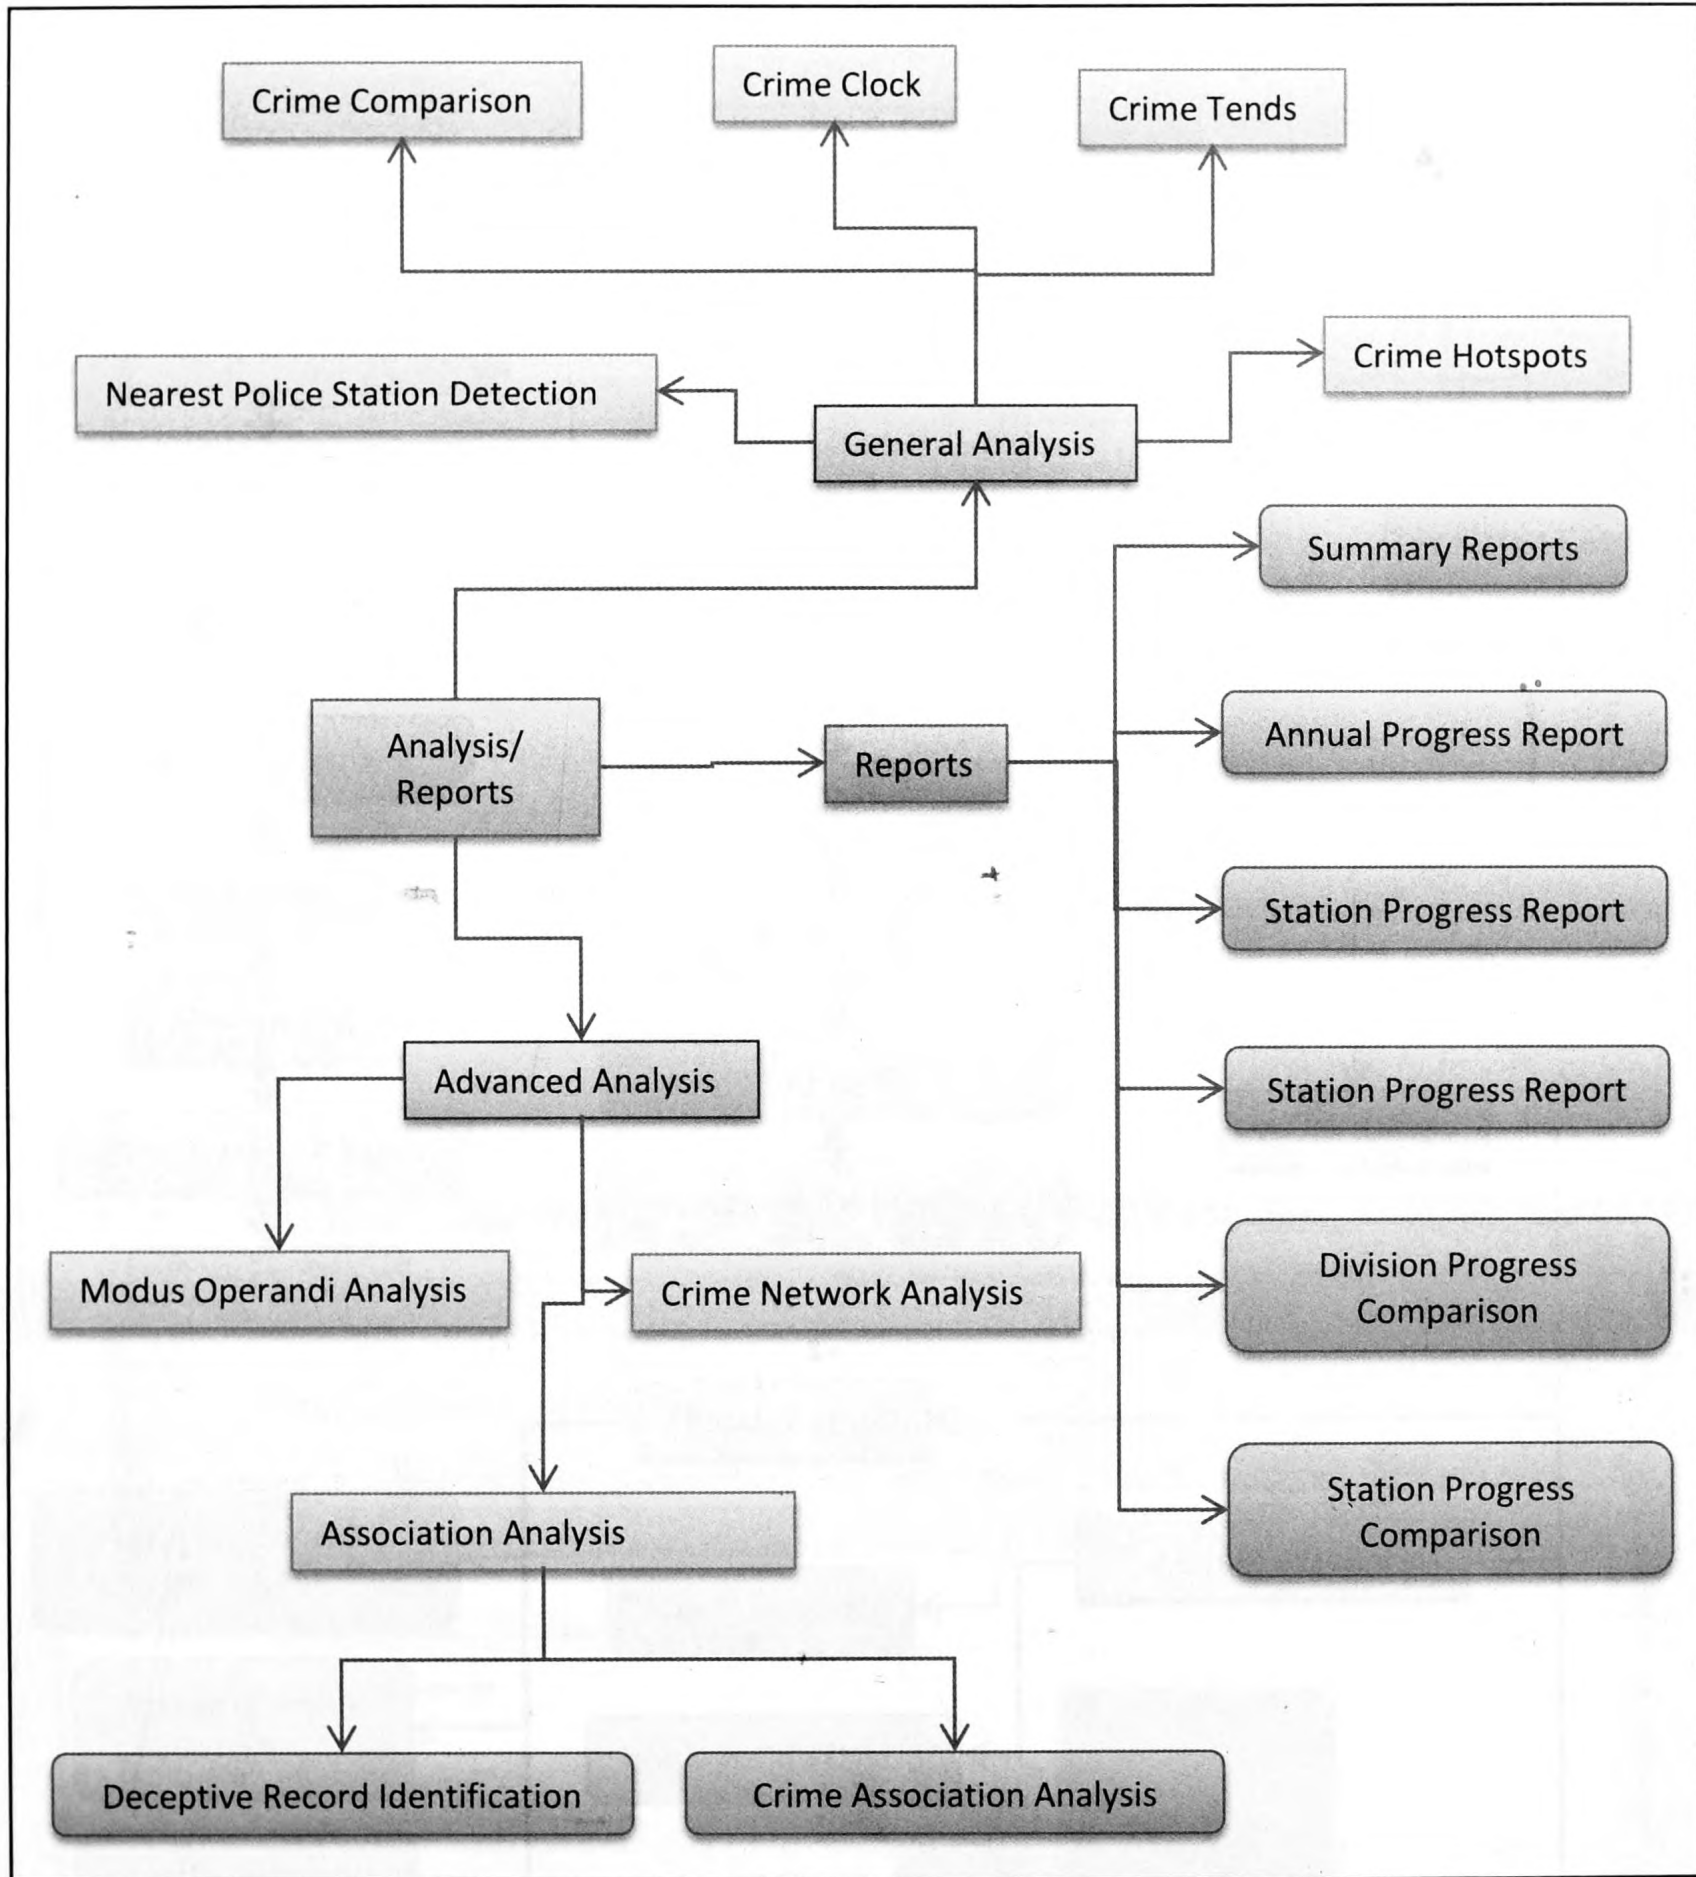 Crime Comparison
Crime Clock
Crime Tends
Nearest Police Station Detection
Crime Hotspots
General Analysis
Summary Reports
Analysis/
Reports
Reports
Annual Progress Report
Station Progress Report
Advanced Analysis
Station Progress Report
Modus Operandi Analysis
Crime Network Analysis
Division Progress
Comparison
Association Analysis
Station Progress
Comparison
Deceptive Record Identification
Crime Association Analysis